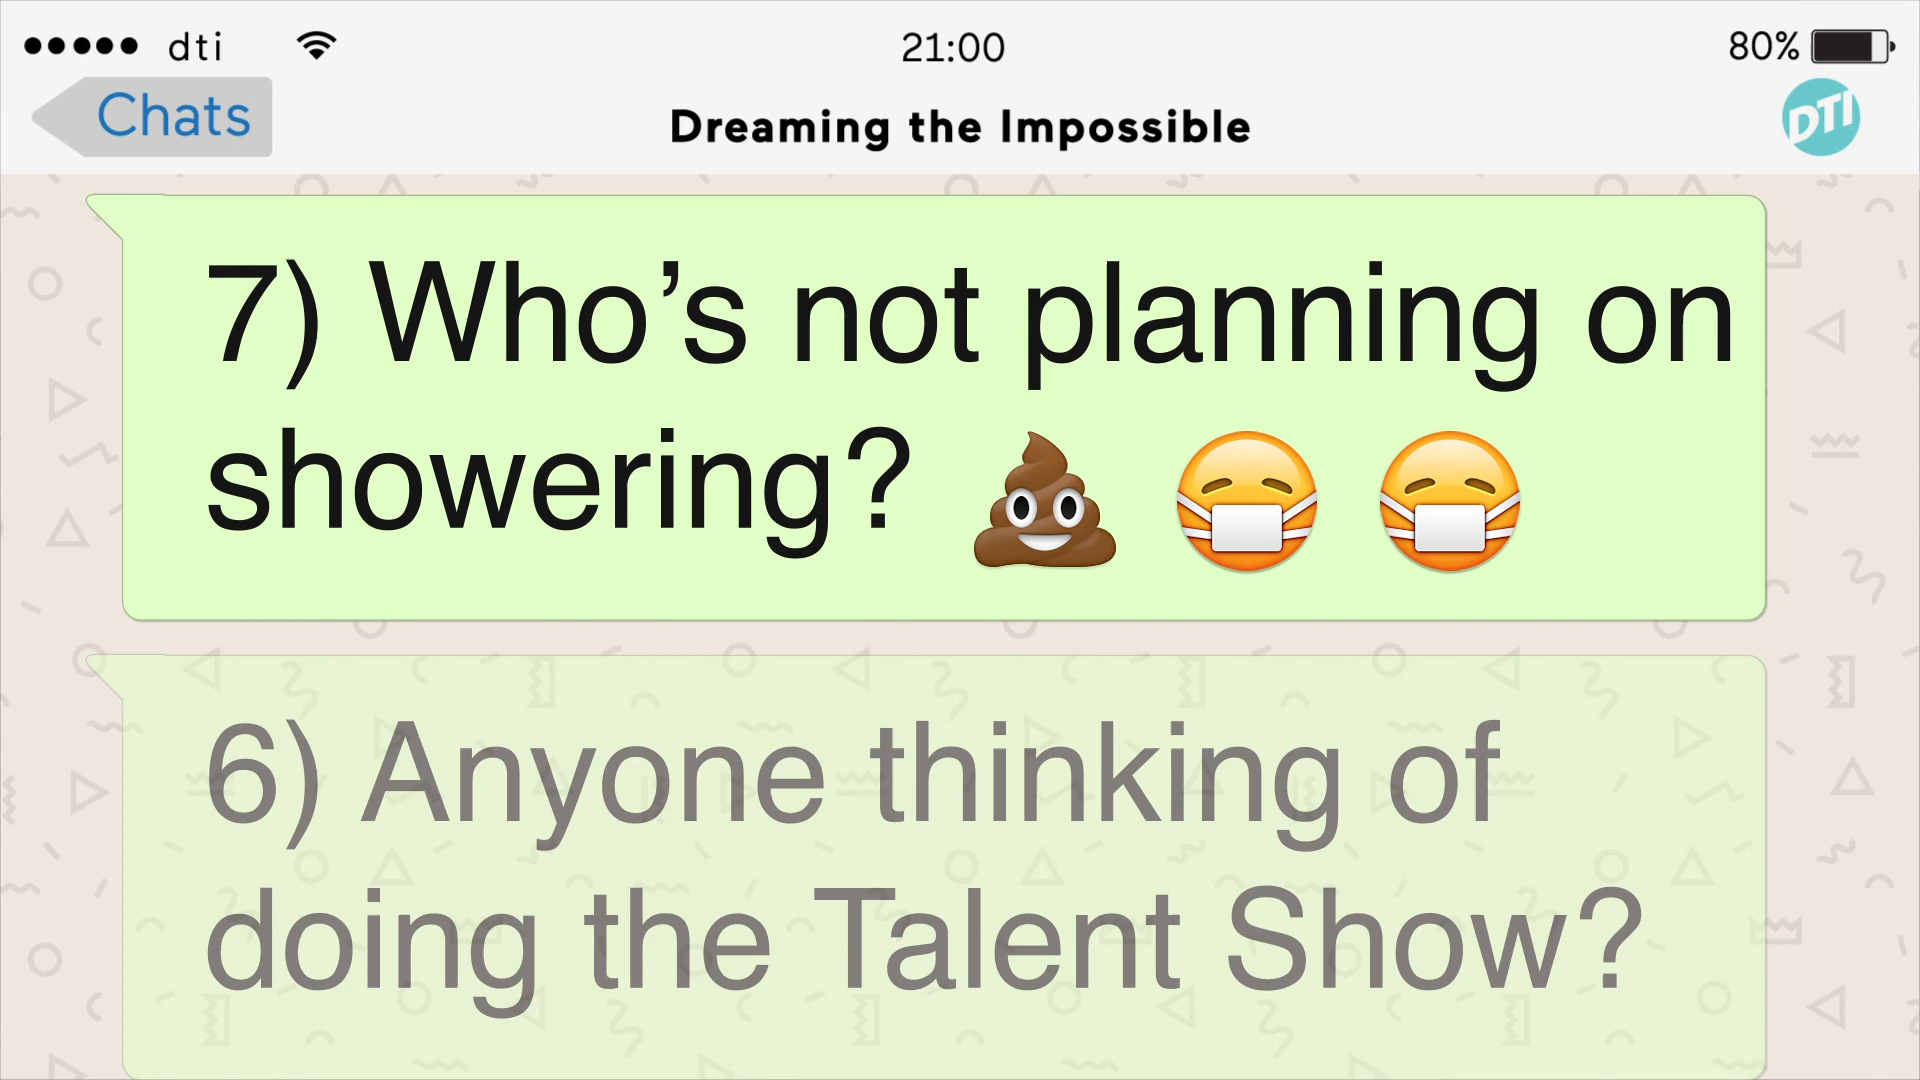 dti
21:00
80%
Chats
Dreaming the Impossible
DTI
7) Who’s not planning on
showering? 💩 😷 😷
6) Anyone thinking of
doing the Talent Show?